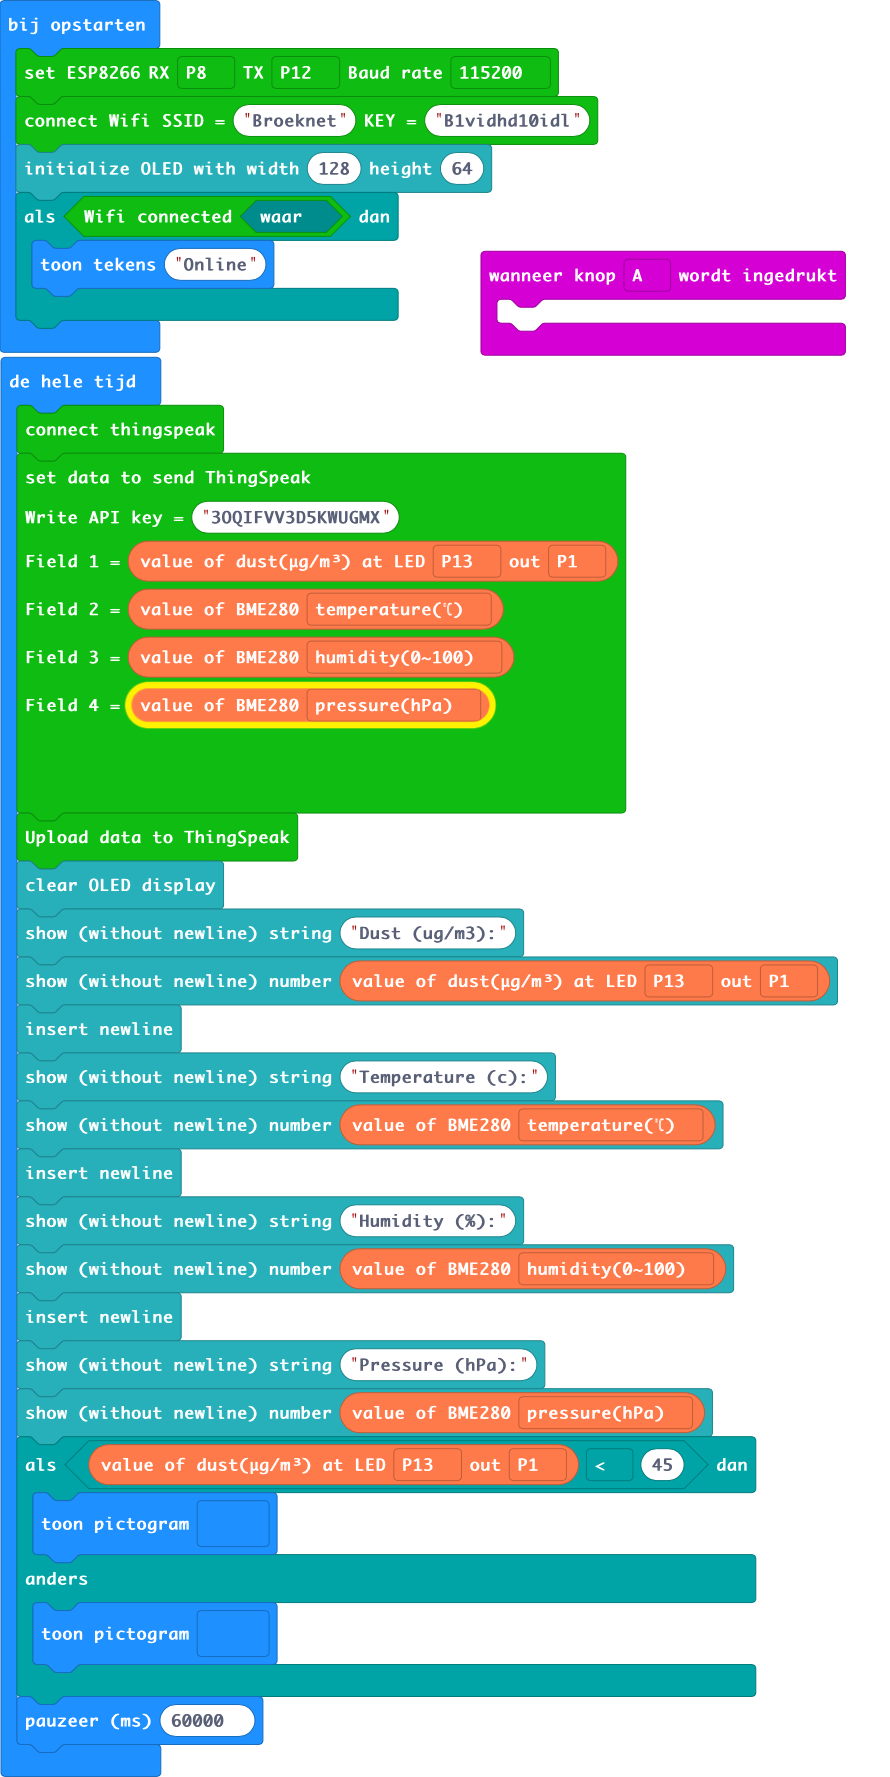 bij opstarten
set ESP8266 RX P8 TX P12 Baud rate 115200
connect Wifi SSID = "Broeknet" KEY = "B1vidhd10idl"
initialize OLED with width 128 height 64
als Wifi connected waar dan
toon tekens "Online"
wanneer knop A wordt ingedrukt
de hele tijd
connect thingspeak
set data to send ThingSpeak
Write API key = "3OQIFVV3D5KWUGMX"
Field 1 = value of dust(μg/m³) at LED P13 out P1
Field 2 = value of BME280 temperature(℃)
Field 3 = value of BME280 humidity(0~100)
Field 4 = value of BME280 pressure(hPa)
Upload data to ThingSpeak
clear OLED display
show (without newline) string "Dust (ug/m3):"
show (without newline) number value of dust(μg/m³) at LED P13 out P1
insert newline
show (without newline) string "Temperature (c):"
show (without newline) number value of BME280 temperature(℃)
insert newline
show (without newline) string "Humidity (%):"
show (without newline) number value of BME280 humidity(0~100)
insert newline
show (without newline) string "Pressure (hPa):"
show (without newline) number value of BME280 pressure(hPa)
als value of dust(μg/m³) at LED P13 out P1 < 45 dan
toon pictogram
anders
toon pictogram
pauzeer (ms) 60000